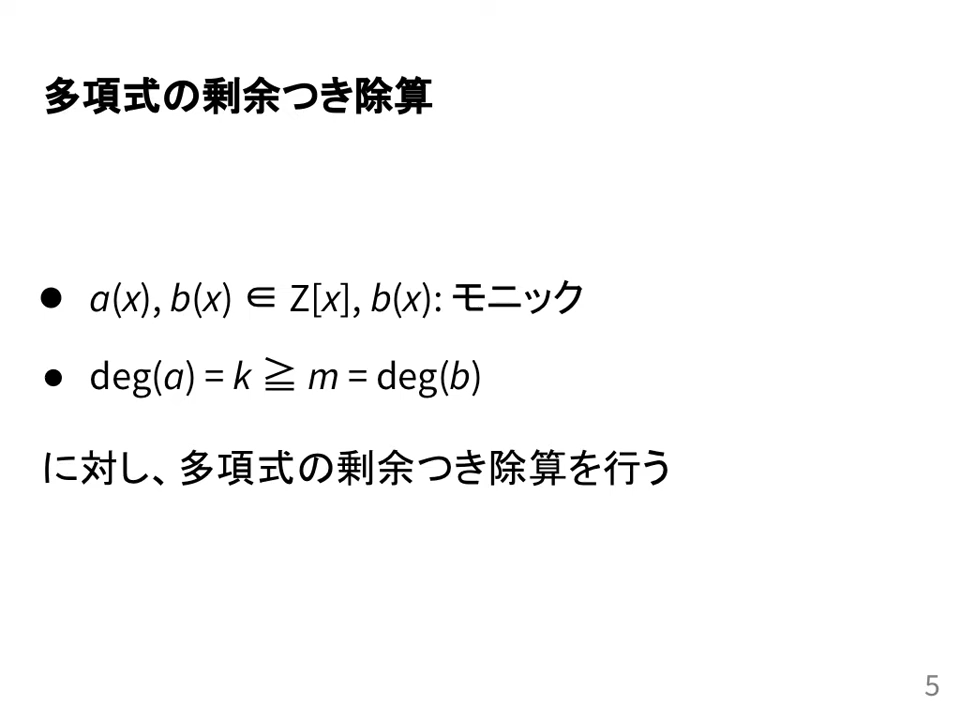 多項式の剰余つき除算
● a(x), b(x) ∈ Z[x], b(x): モニック
● deg(a) = k ≧ m = deg(b)
に対し、多項式の剰余つき除算を行う
5